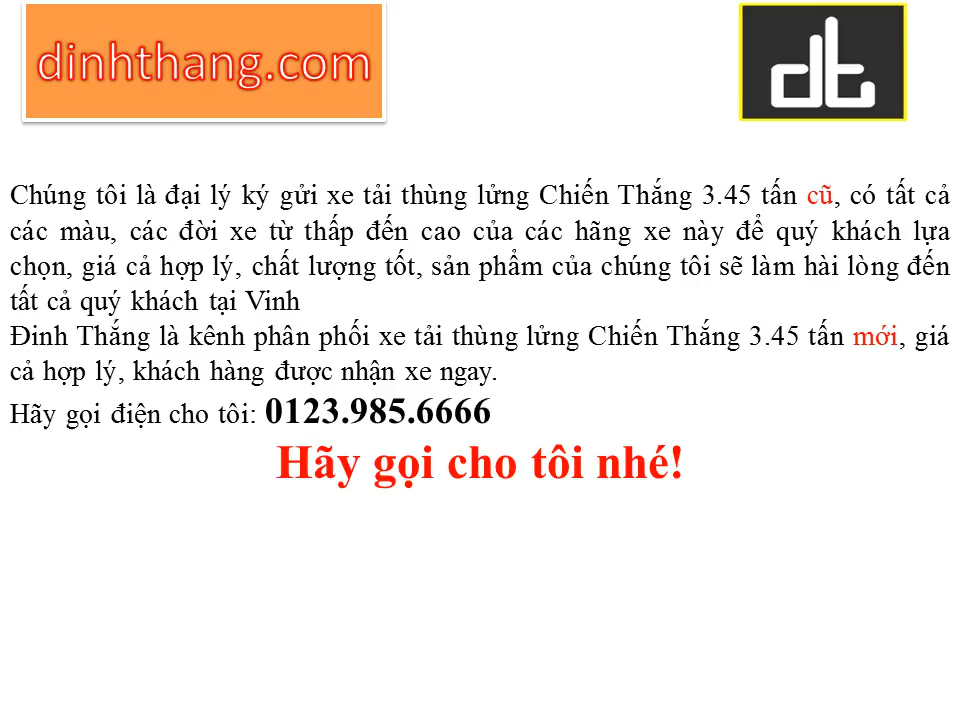 dinhthang.com
dt
Chúng tôi là đại lý ký gửi xe tải thùng lửng Chiến Thắng 3.45 tấn cũ, có tất cả
các màu, các đời xe từ thấp đến cao của các hãng xe này để quý khách lựa
chọn, giá cả hợp lý, chất lượng tốt, sản phẩm của chúng tôi sẽ làm hài lòng đến
tất cả quý khách tại Vinh
Đinh Thắng là kênh phân phối xe tải thùng lửng Chiến Thắng 3.45 tấn mới, giá
cả hợp lý, khách hàng được nhận xe ngay.
Hãy gọi điện cho tôi: 0123.985.6666
Hãy gọi cho tôi nhé!